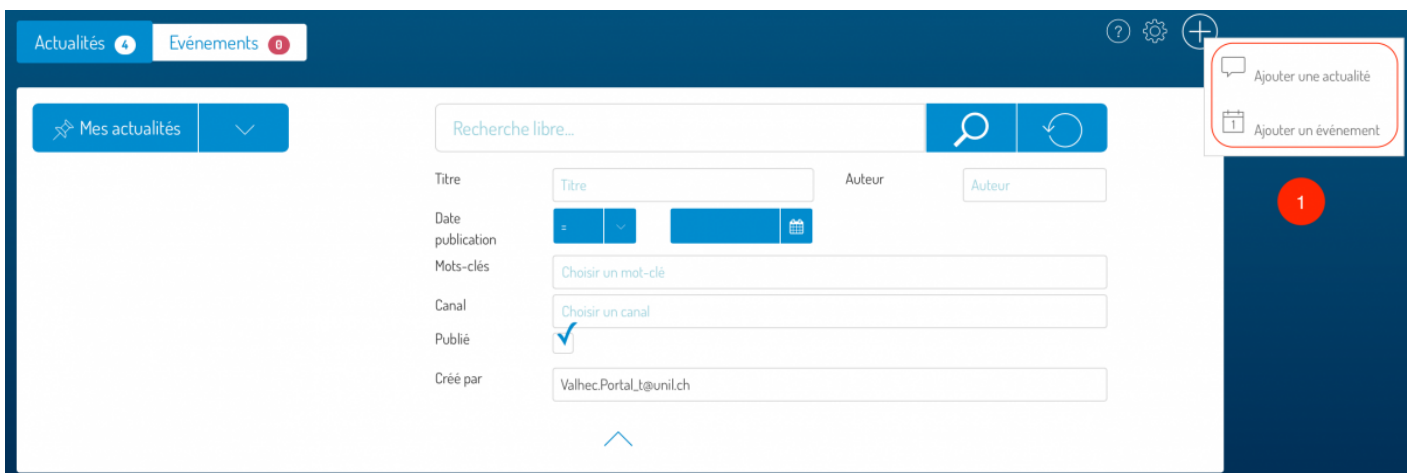 Actualités 4 Evénements 0
?
Ajouter une actualité
1 Ajouter un événement
1
Mes actualités
Recherche libre...
Titre Titre Auteur Auteur
Date
publication =
Mots-clés Choisir un mot-clé
Canal Choisir un canal
Publié
Créé par Valhec.Portal_t@unil.ch